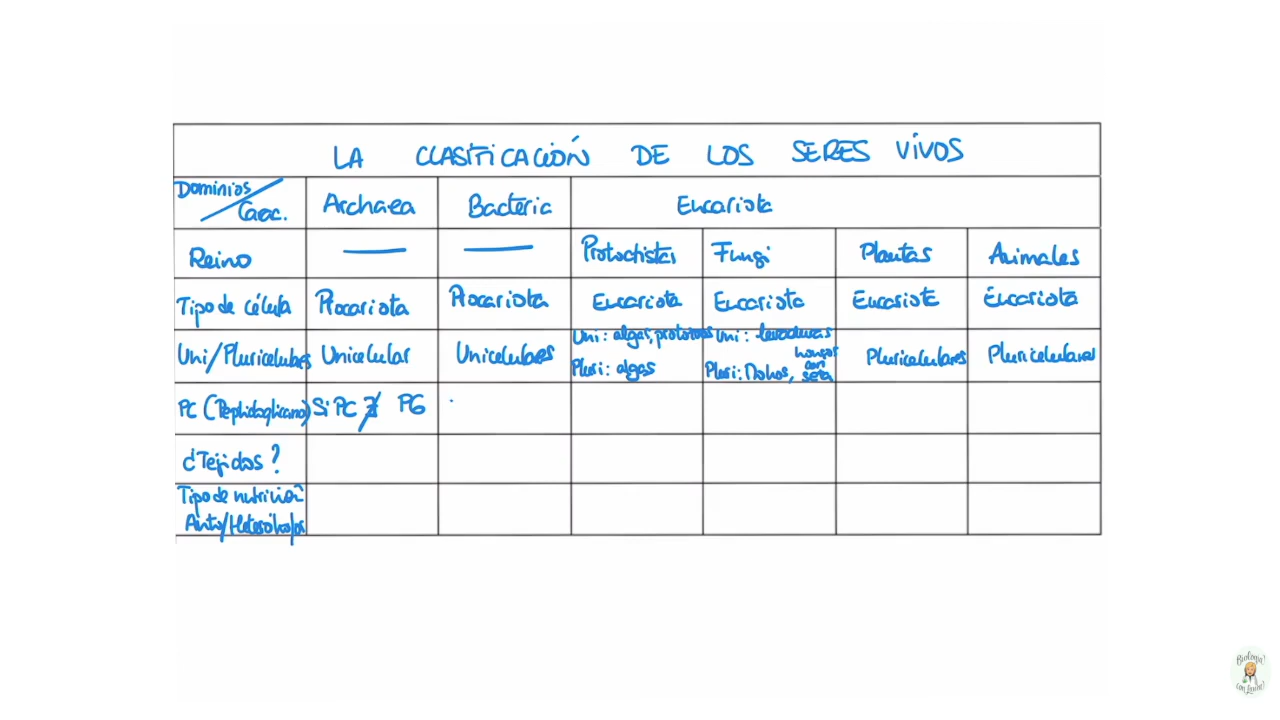 LA CLASIFICACIÓN DE LOS SERES VIVOS
Dominios/Carac. Archaea Bacteria Eucariota
Reino — — Protoctistas Fungi Plantas Animales
Tipo de célula Procariota Procariota Eucariota Eucariota Eucariota Eucariota
Uni/Pluricelulares Unicelular Unicelulares Uni: algas, protozoos Uni: levaduras Pluricelulares Pluricelulares
Pluri: algas Pluri: Mohos, hongos con seta
PC (Peptidoglicano) Sí PC ∄ PG
¿Tejidos?
Tipo de nutrición
Auto/Heterótrofos
Biología
con